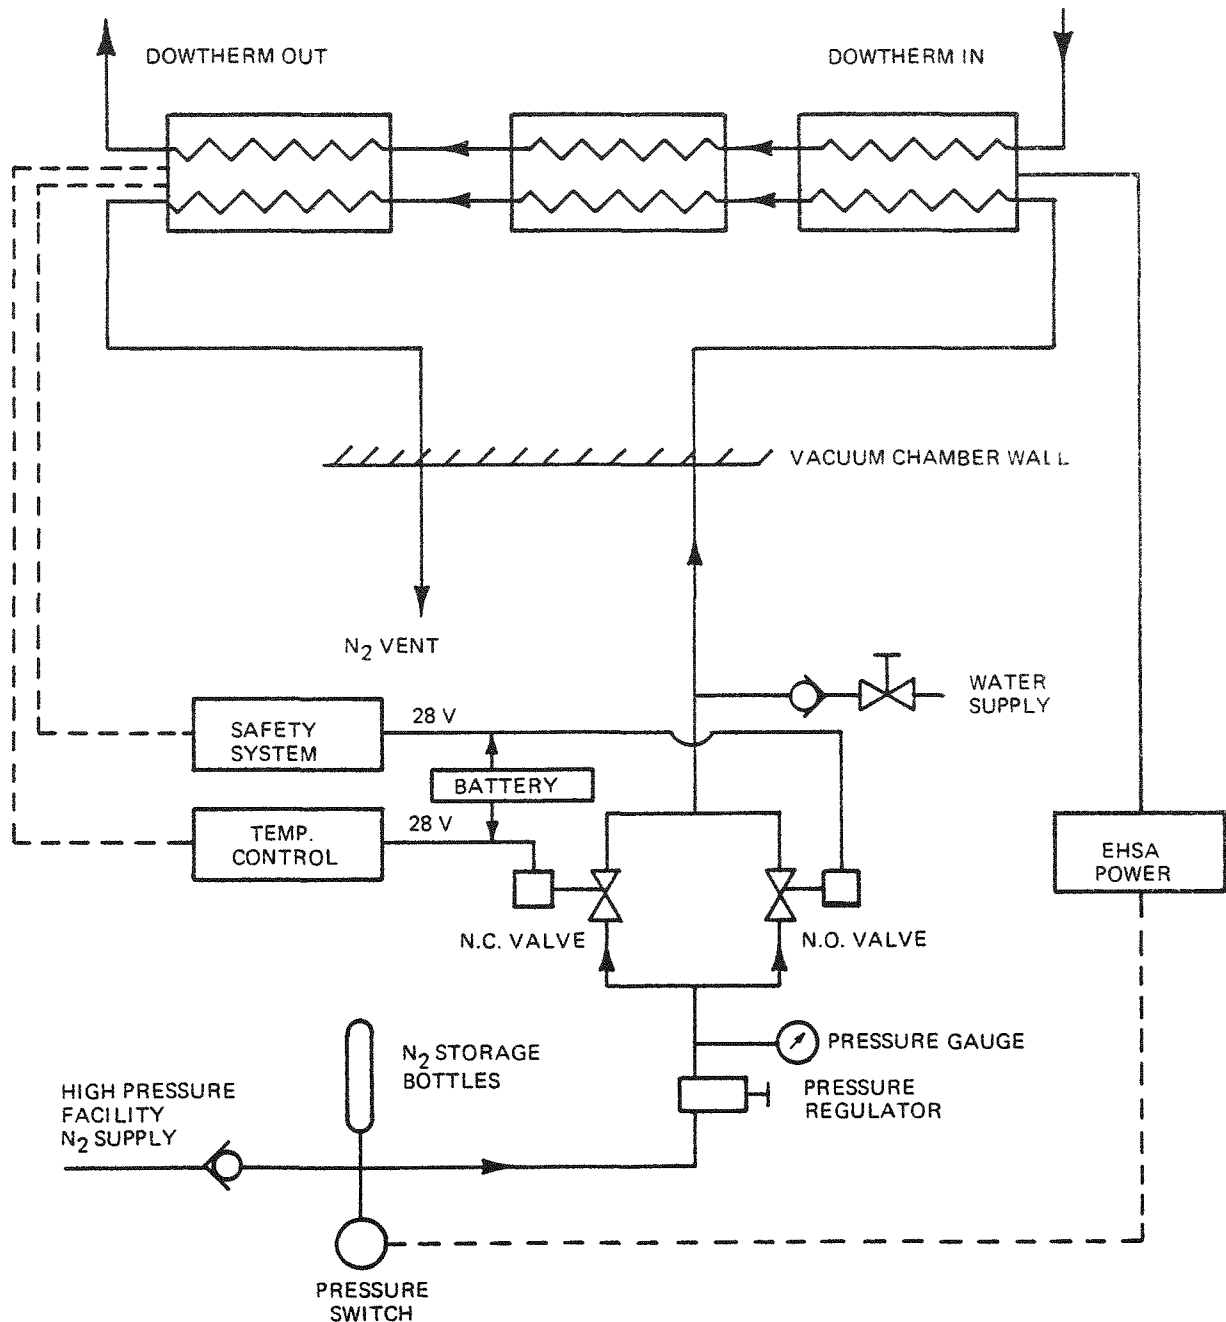 DOWTHERM OUT
DOWTHERM IN
VACUUM CHAMBER WALL
N2 VENT
WATER
SUPPLY
28 V
SAFETY
SYSTEM
BATTERY
28 V
TEMP.
CONTROL
EHSA
POWER
N.C. VALVE
N.O. VALVE
N2 STORAGE
BOTTLES
PRESSURE GAUGE
HIGH PRESSURE
FACILITY
N2 SUPPLY
PRESSURE
REGULATOR
PRESSURE
SWITCH